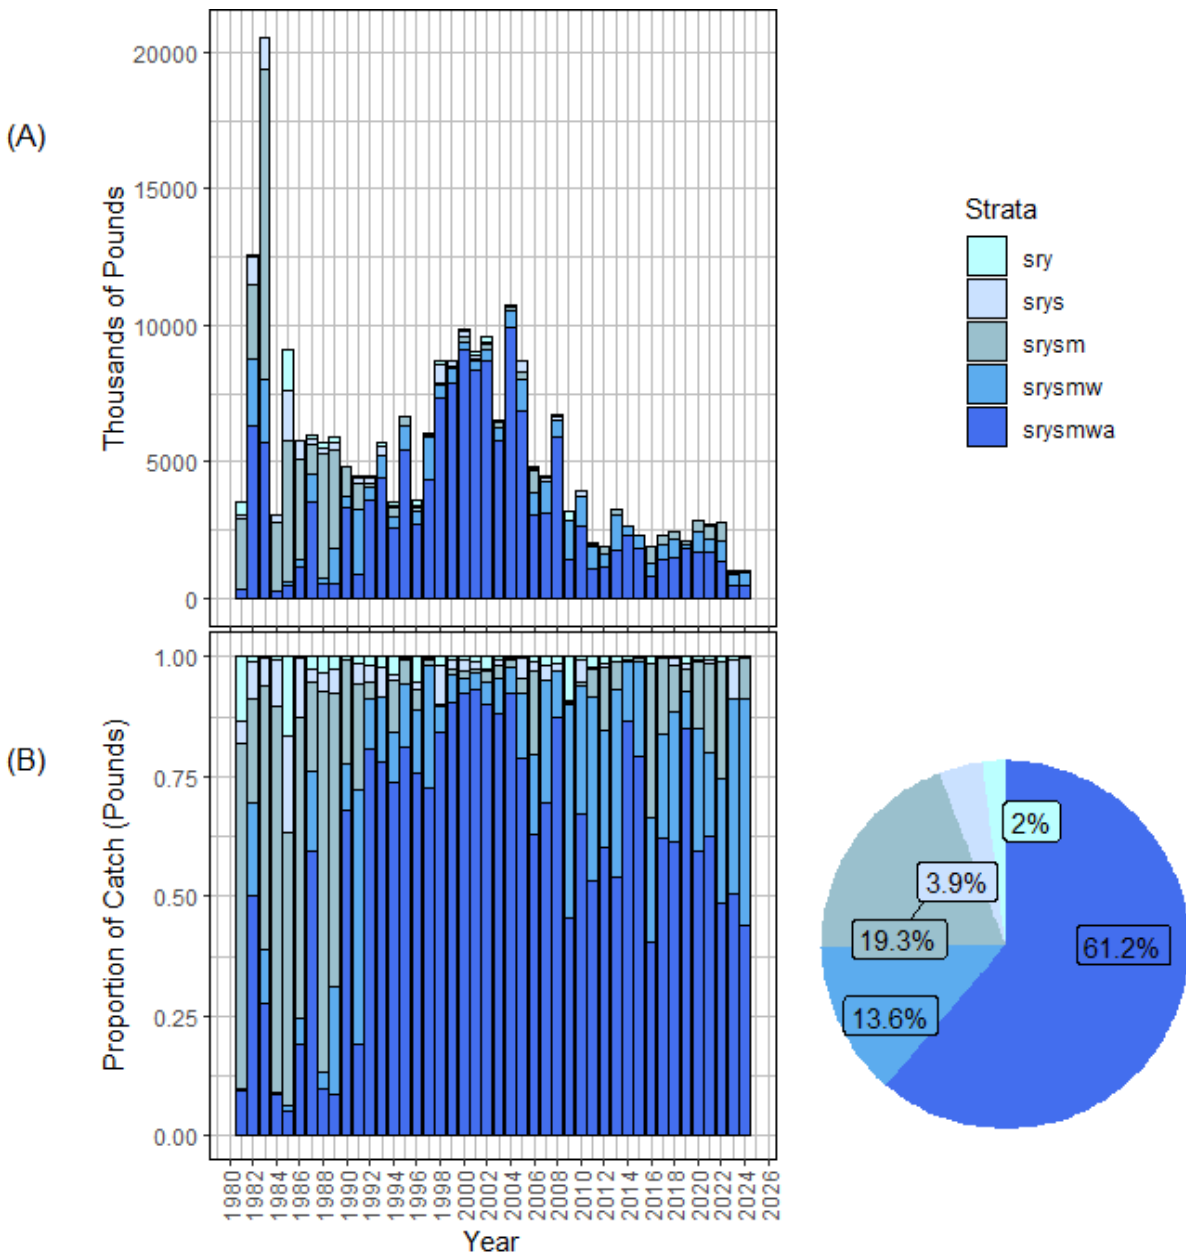 (A)
Thousands of Pounds
20000
15000
10000
5000
0
Strata
sry
srys
srysm
srysmw
srysmwa
(B)
Proportion of Catch (Pounds)
1.00
0.75
0.50
0.25
0.00
1980 1982 1984 1986 1988 1990 1992 1994 1996 1998 2000 2002 2004 2006 2008 2010 2012 2014 2016 2018 2020 2022 2024 2026
Year
2%
3.9%
19.3%
61.2%
13.6%